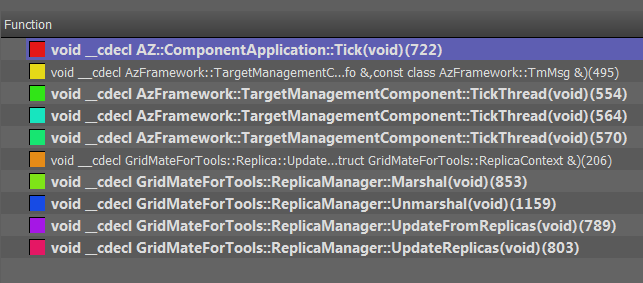 Function
void __cdecl AZ::ComponentApplication::Tick(void)(722)
void __cdecl AzFramework::TargetManagementC...fo &,const class AzFramework::TmMsg &)(495)
void __cdecl AzFramework::TargetManagementComponent::TickThread(void)(554)
void __cdecl AzFramework::TargetManagementComponent::TickThread(void)(564)
void __cdecl AzFramework::TargetManagementComponent::TickThread(void)(570)
void __cdecl GridMateForTools::Replica::Update...truct GridMateForTools::ReplicaContext &)(206)
void __cdecl GridMateForTools::ReplicaManager::Marshal(void)(853)
void __cdecl GridMateForTools::ReplicaManager::Unmarshal(void)(1159)
void __cdecl GridMateForTools::ReplicaManager::UpdateFromReplicas(void)(789)
void __cdecl GridMateForTools::ReplicaManager::UpdateReplicas(void)(803)